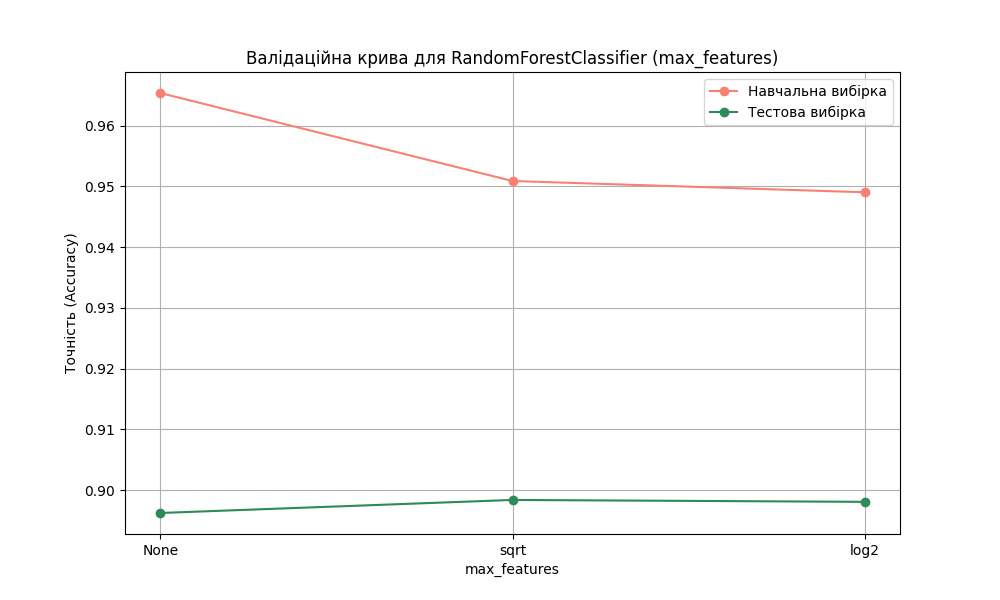 Валідаційна крива для RandomForestClassifier (max_features)
Навчальна вибірка
Тестова вибірка
Точність (Accuracy)
0.96
0.95
0.94
0.93
0.92
0.91
0.90
None
sqrt
log2
max_features